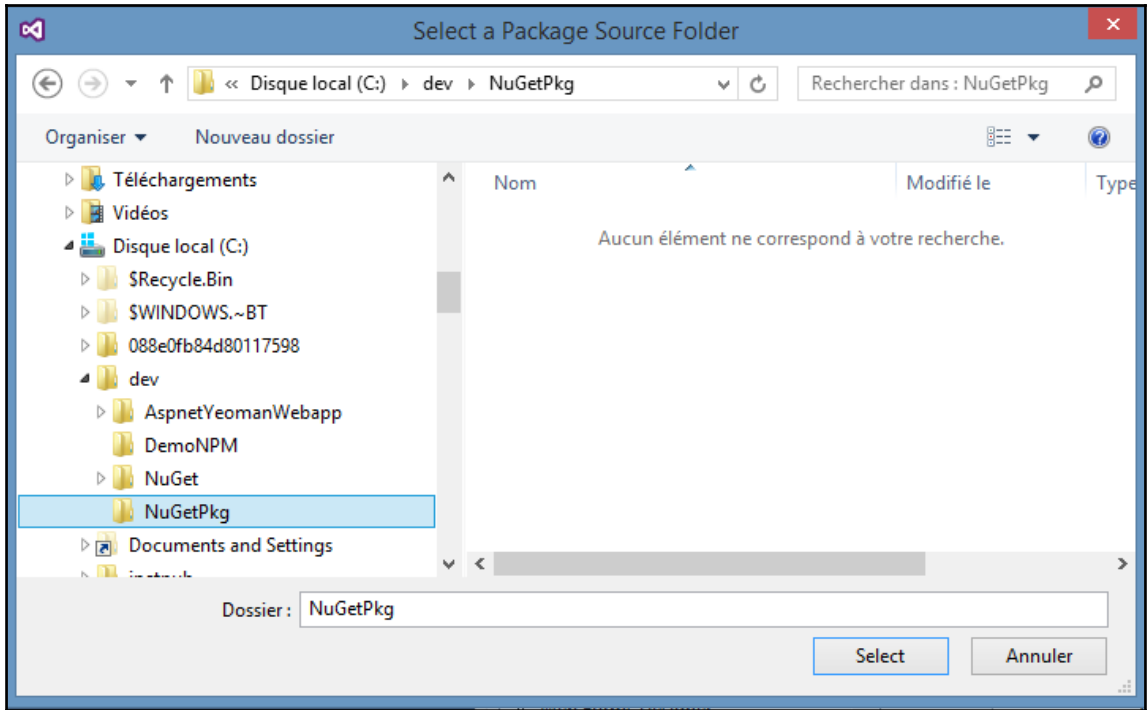 Select a Package Source Folder
« Disque local (C:) dev NuGetPkg
Rechercher dans : NuGetPkg
Organiser Nouveau dossier
Téléchargements
Vidéos
Disque local (C:)
$Recycle.Bin
$WINDOWS.~BT
088e0fb84d80117598
dev
AspnetYeomanWebapp
DemoNPM
NuGet
NuGetPkg
Documents and Settings
Nom Modifié le Type
Aucun élément ne correspond à votre recherche.
Dossier : NuGetPkg
Select Annuler